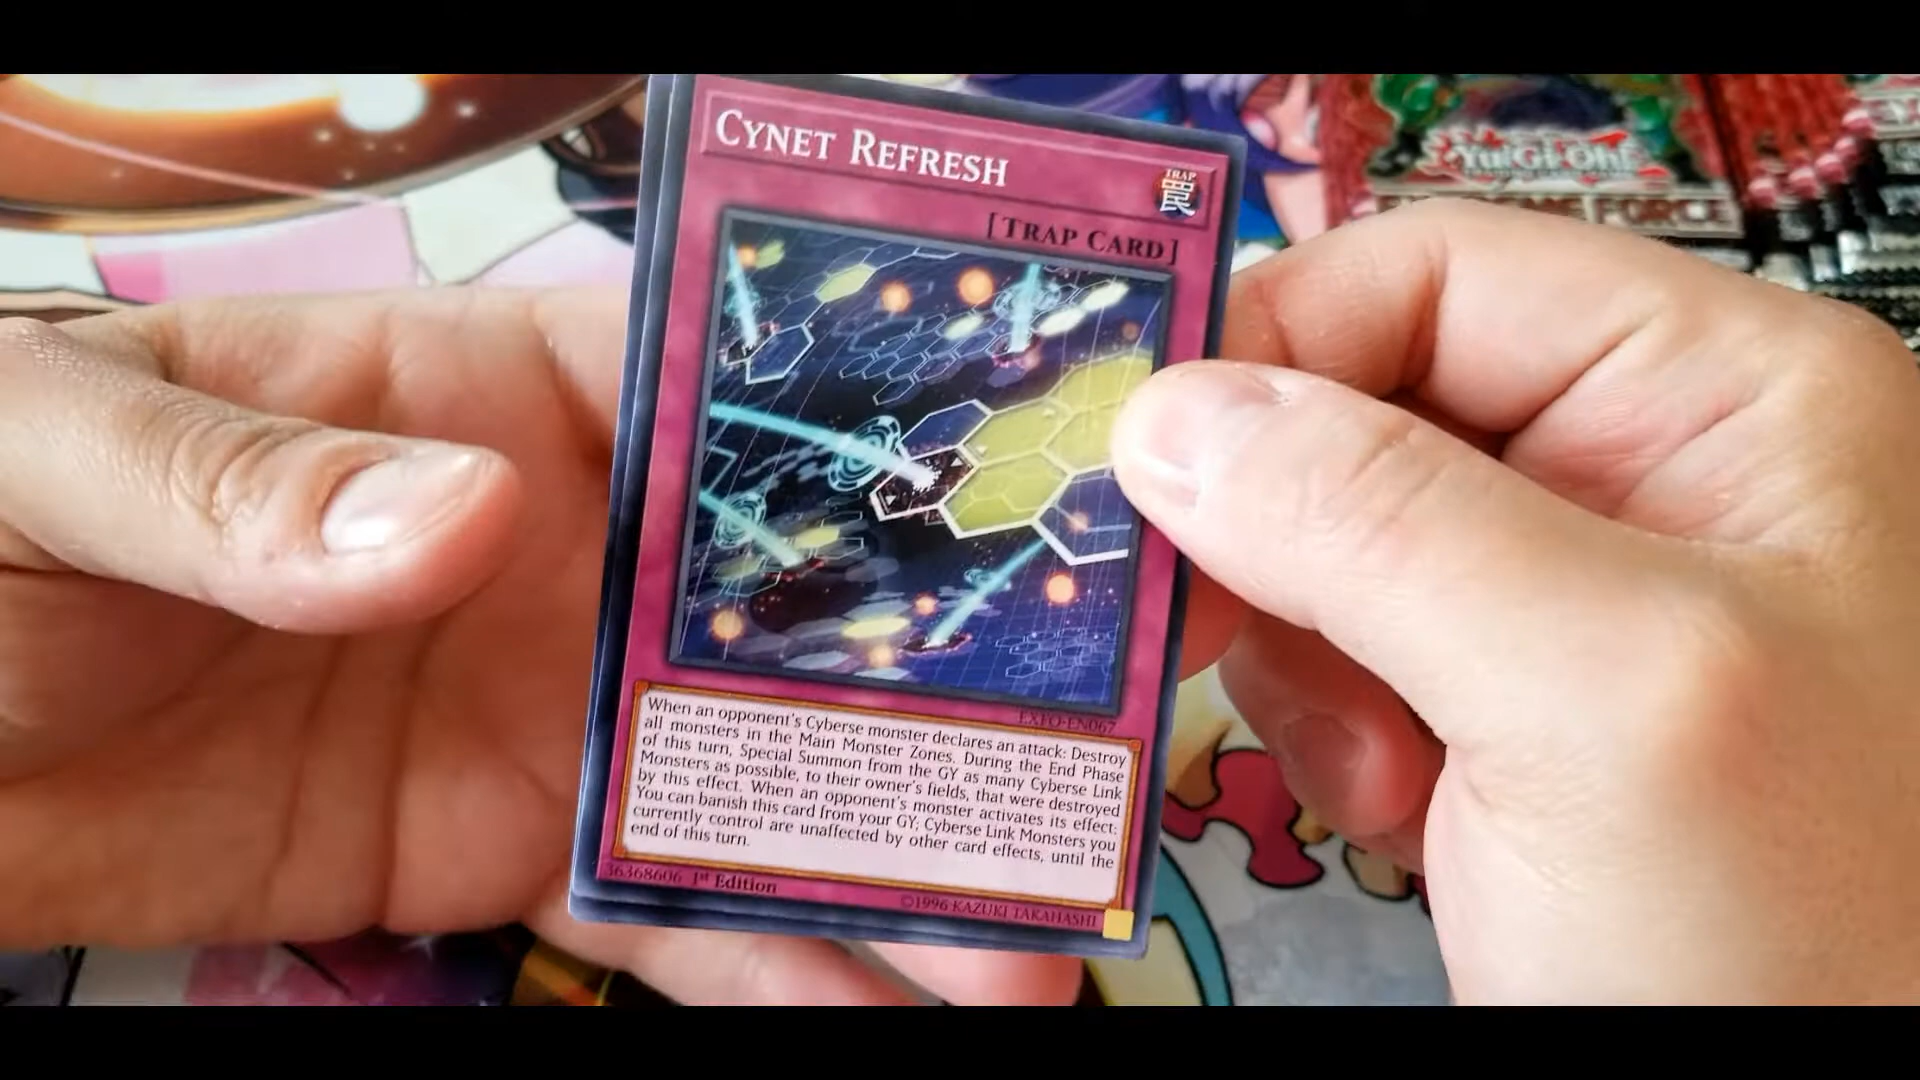 CYNET REFRESH
TRAP
罠
[TRAP CARD]
EXFO-EN067
When an opponent's Cyberse monster declares an attack: Destroy
all monsters in the Main Monster Zones. During the End Phase
of this turn, Special Summon from the GY as many Cyberse Link
Monsters as possible, to their owner's fields, that were destroyed
by this effect. When an opponent's monster activates its effect:
You can banish this card from your GY; Cyberse Link Monsters you
currently control are unaffected by other card effects, until the
end of this turn.
36368606 1st Edition
©1996 KAZUKI TAKAHASHI
Yu-Gi-Oh!
EXTREME FORCE